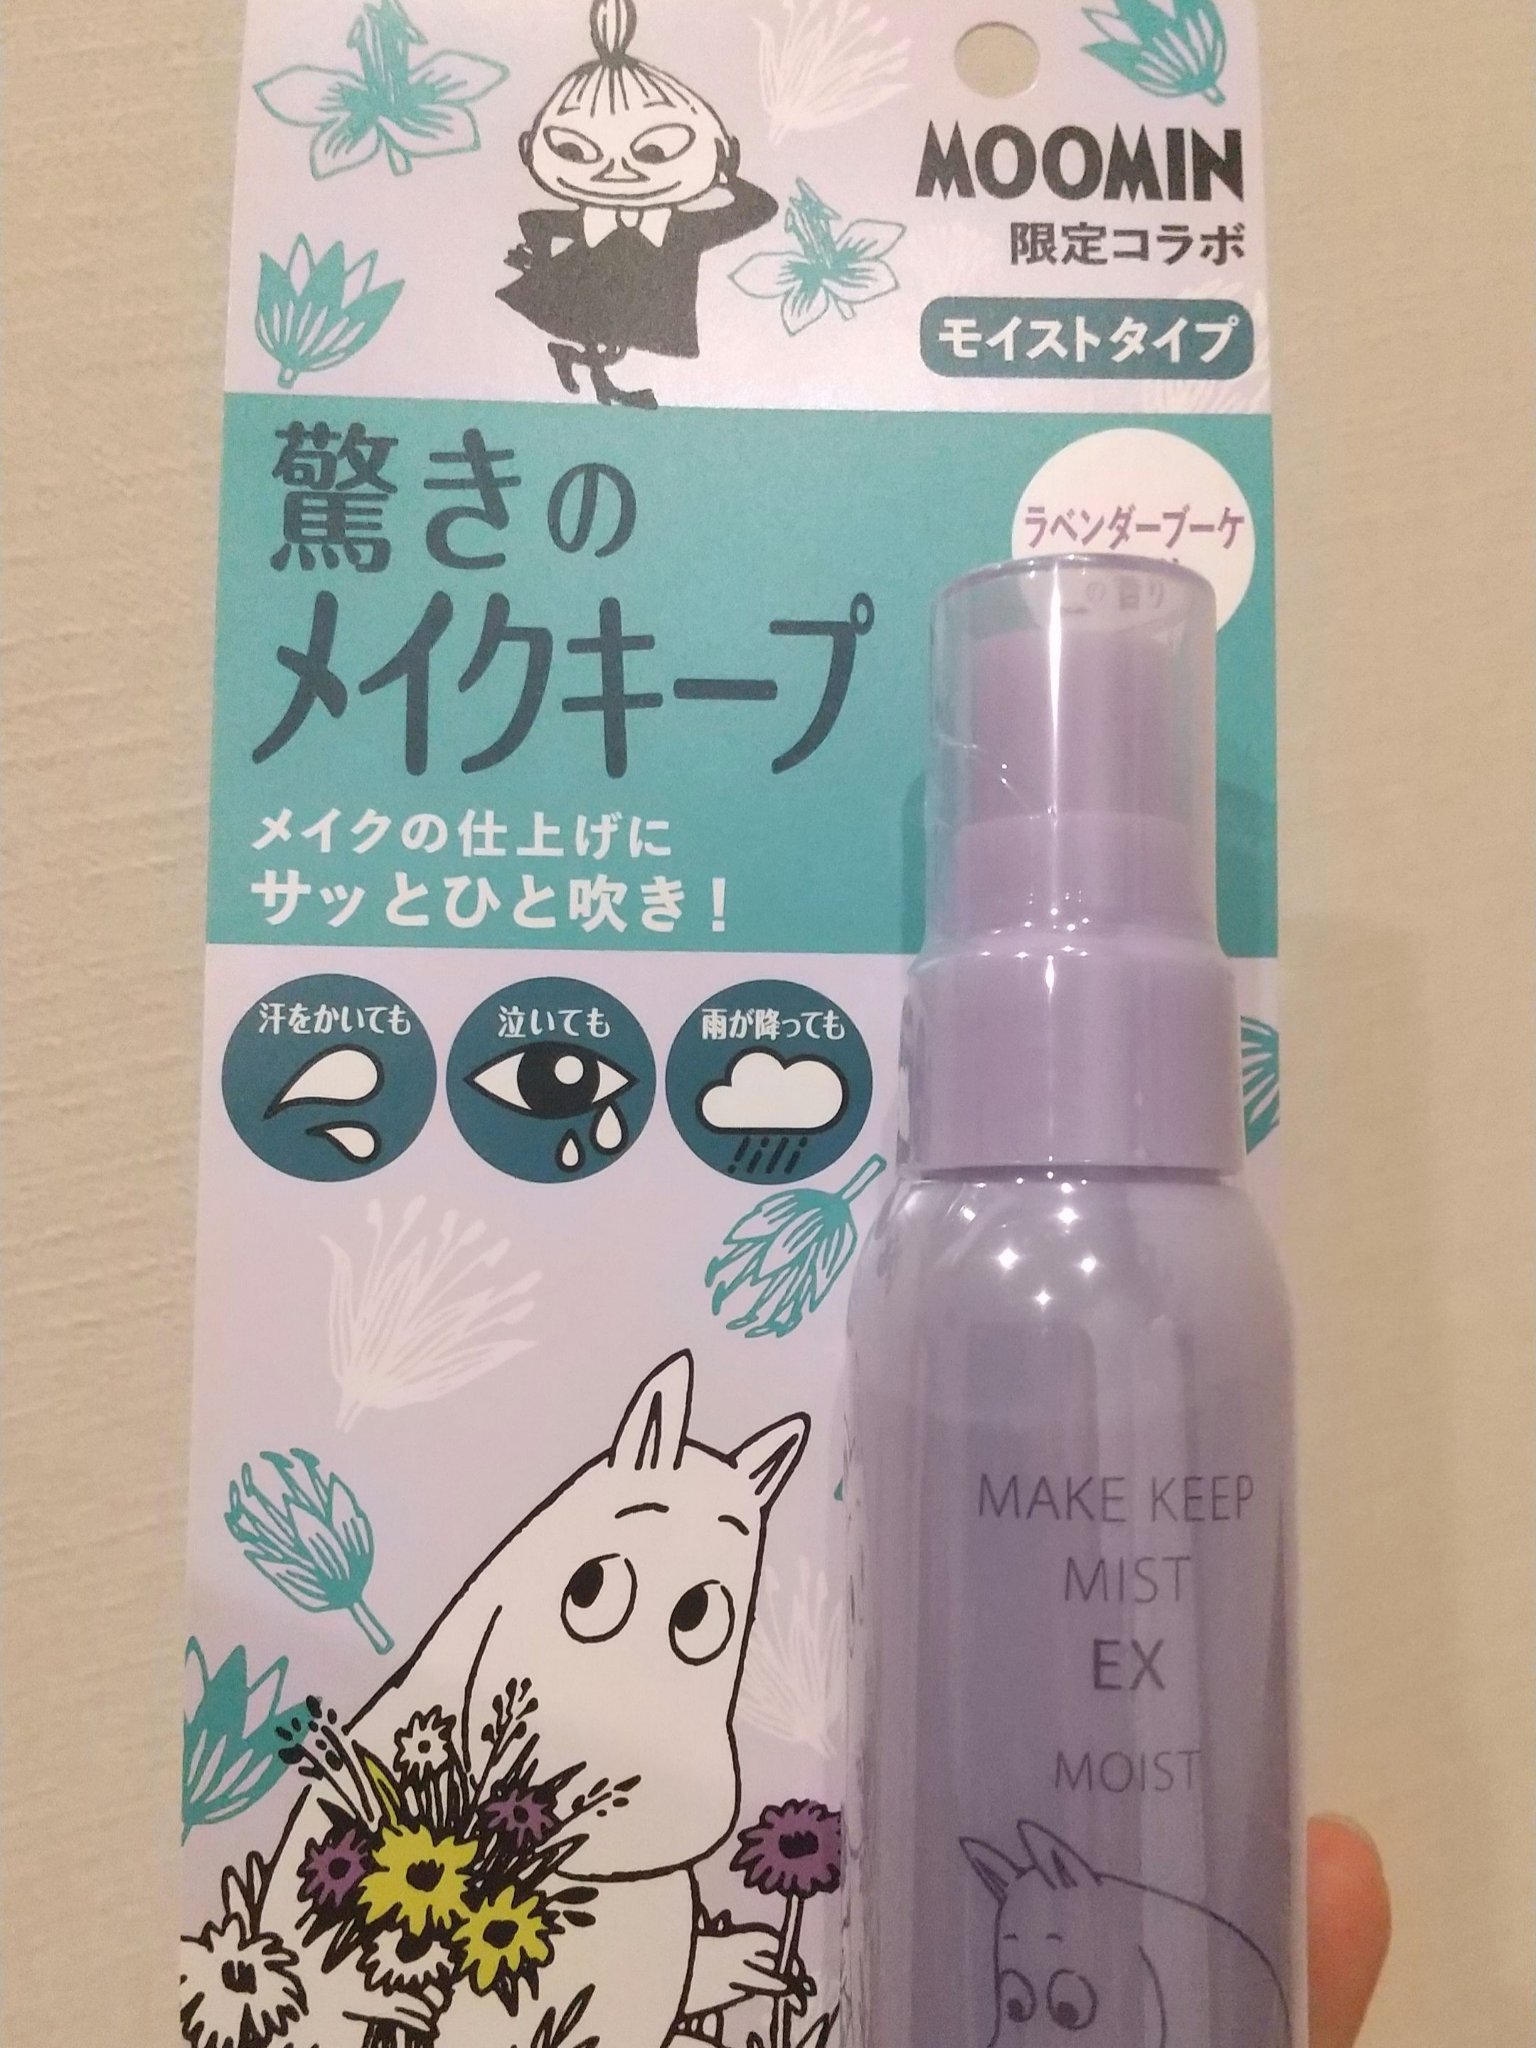 MOOMIN
限定コラボ
モイストタイプ
驚きの
メイクキープ
ラベンダーブーケ
の香り
メイクの仕上げに
サッとひと吹き!
汗をかいても
泣いても
雨が降っても
MAKE KEEP
MIST
EX
MOIST